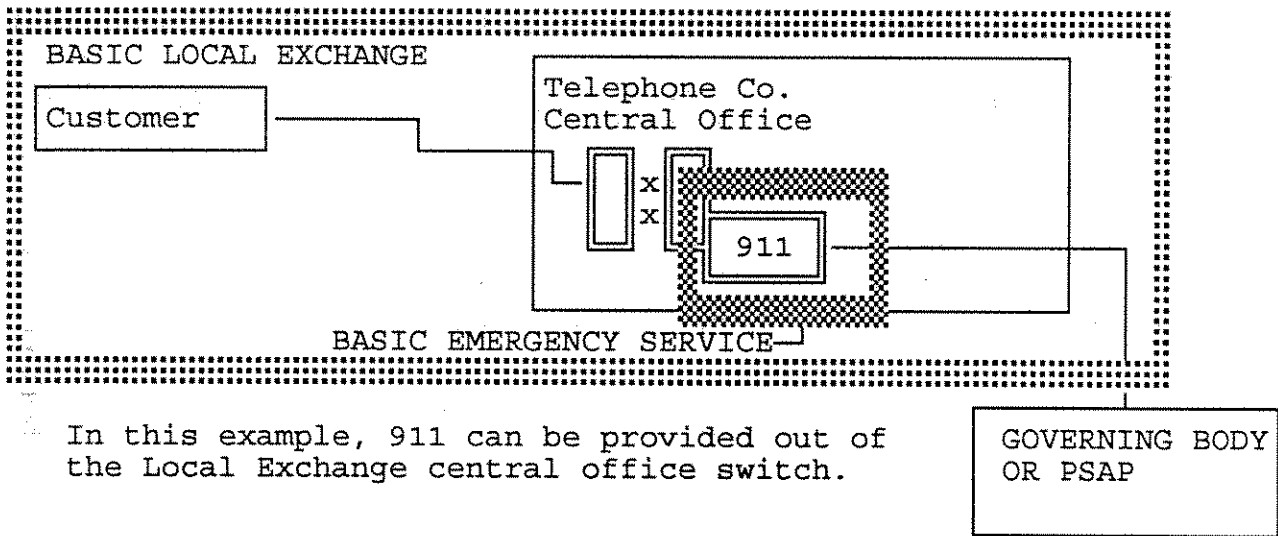 BASIC LOCAL EXCHANGE
Customer
Telephone Co.
Central Office
x
x
911
BASIC EMERGENCY SERVICE
In this example, 911 can be provided out of
the Local Exchange central office switch.
GOVERNING BODY
OR PSAP